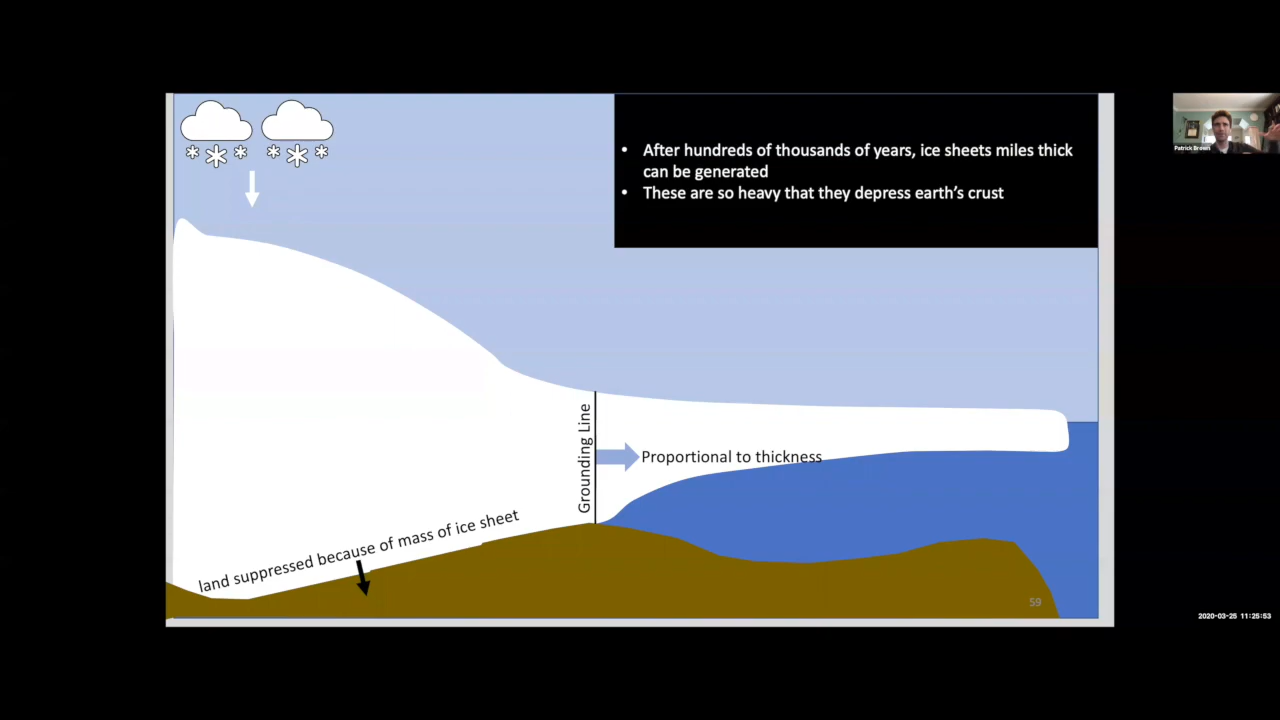 • After hundreds of thousands of years, ice sheets miles thick
can be generated
• These are so heavy that they depress earth’s crust
Patrick Brown
Grounding Line
Proportional to thickness
land suppressed because of mass of ice sheet
59
2020-03-25 11:25:53